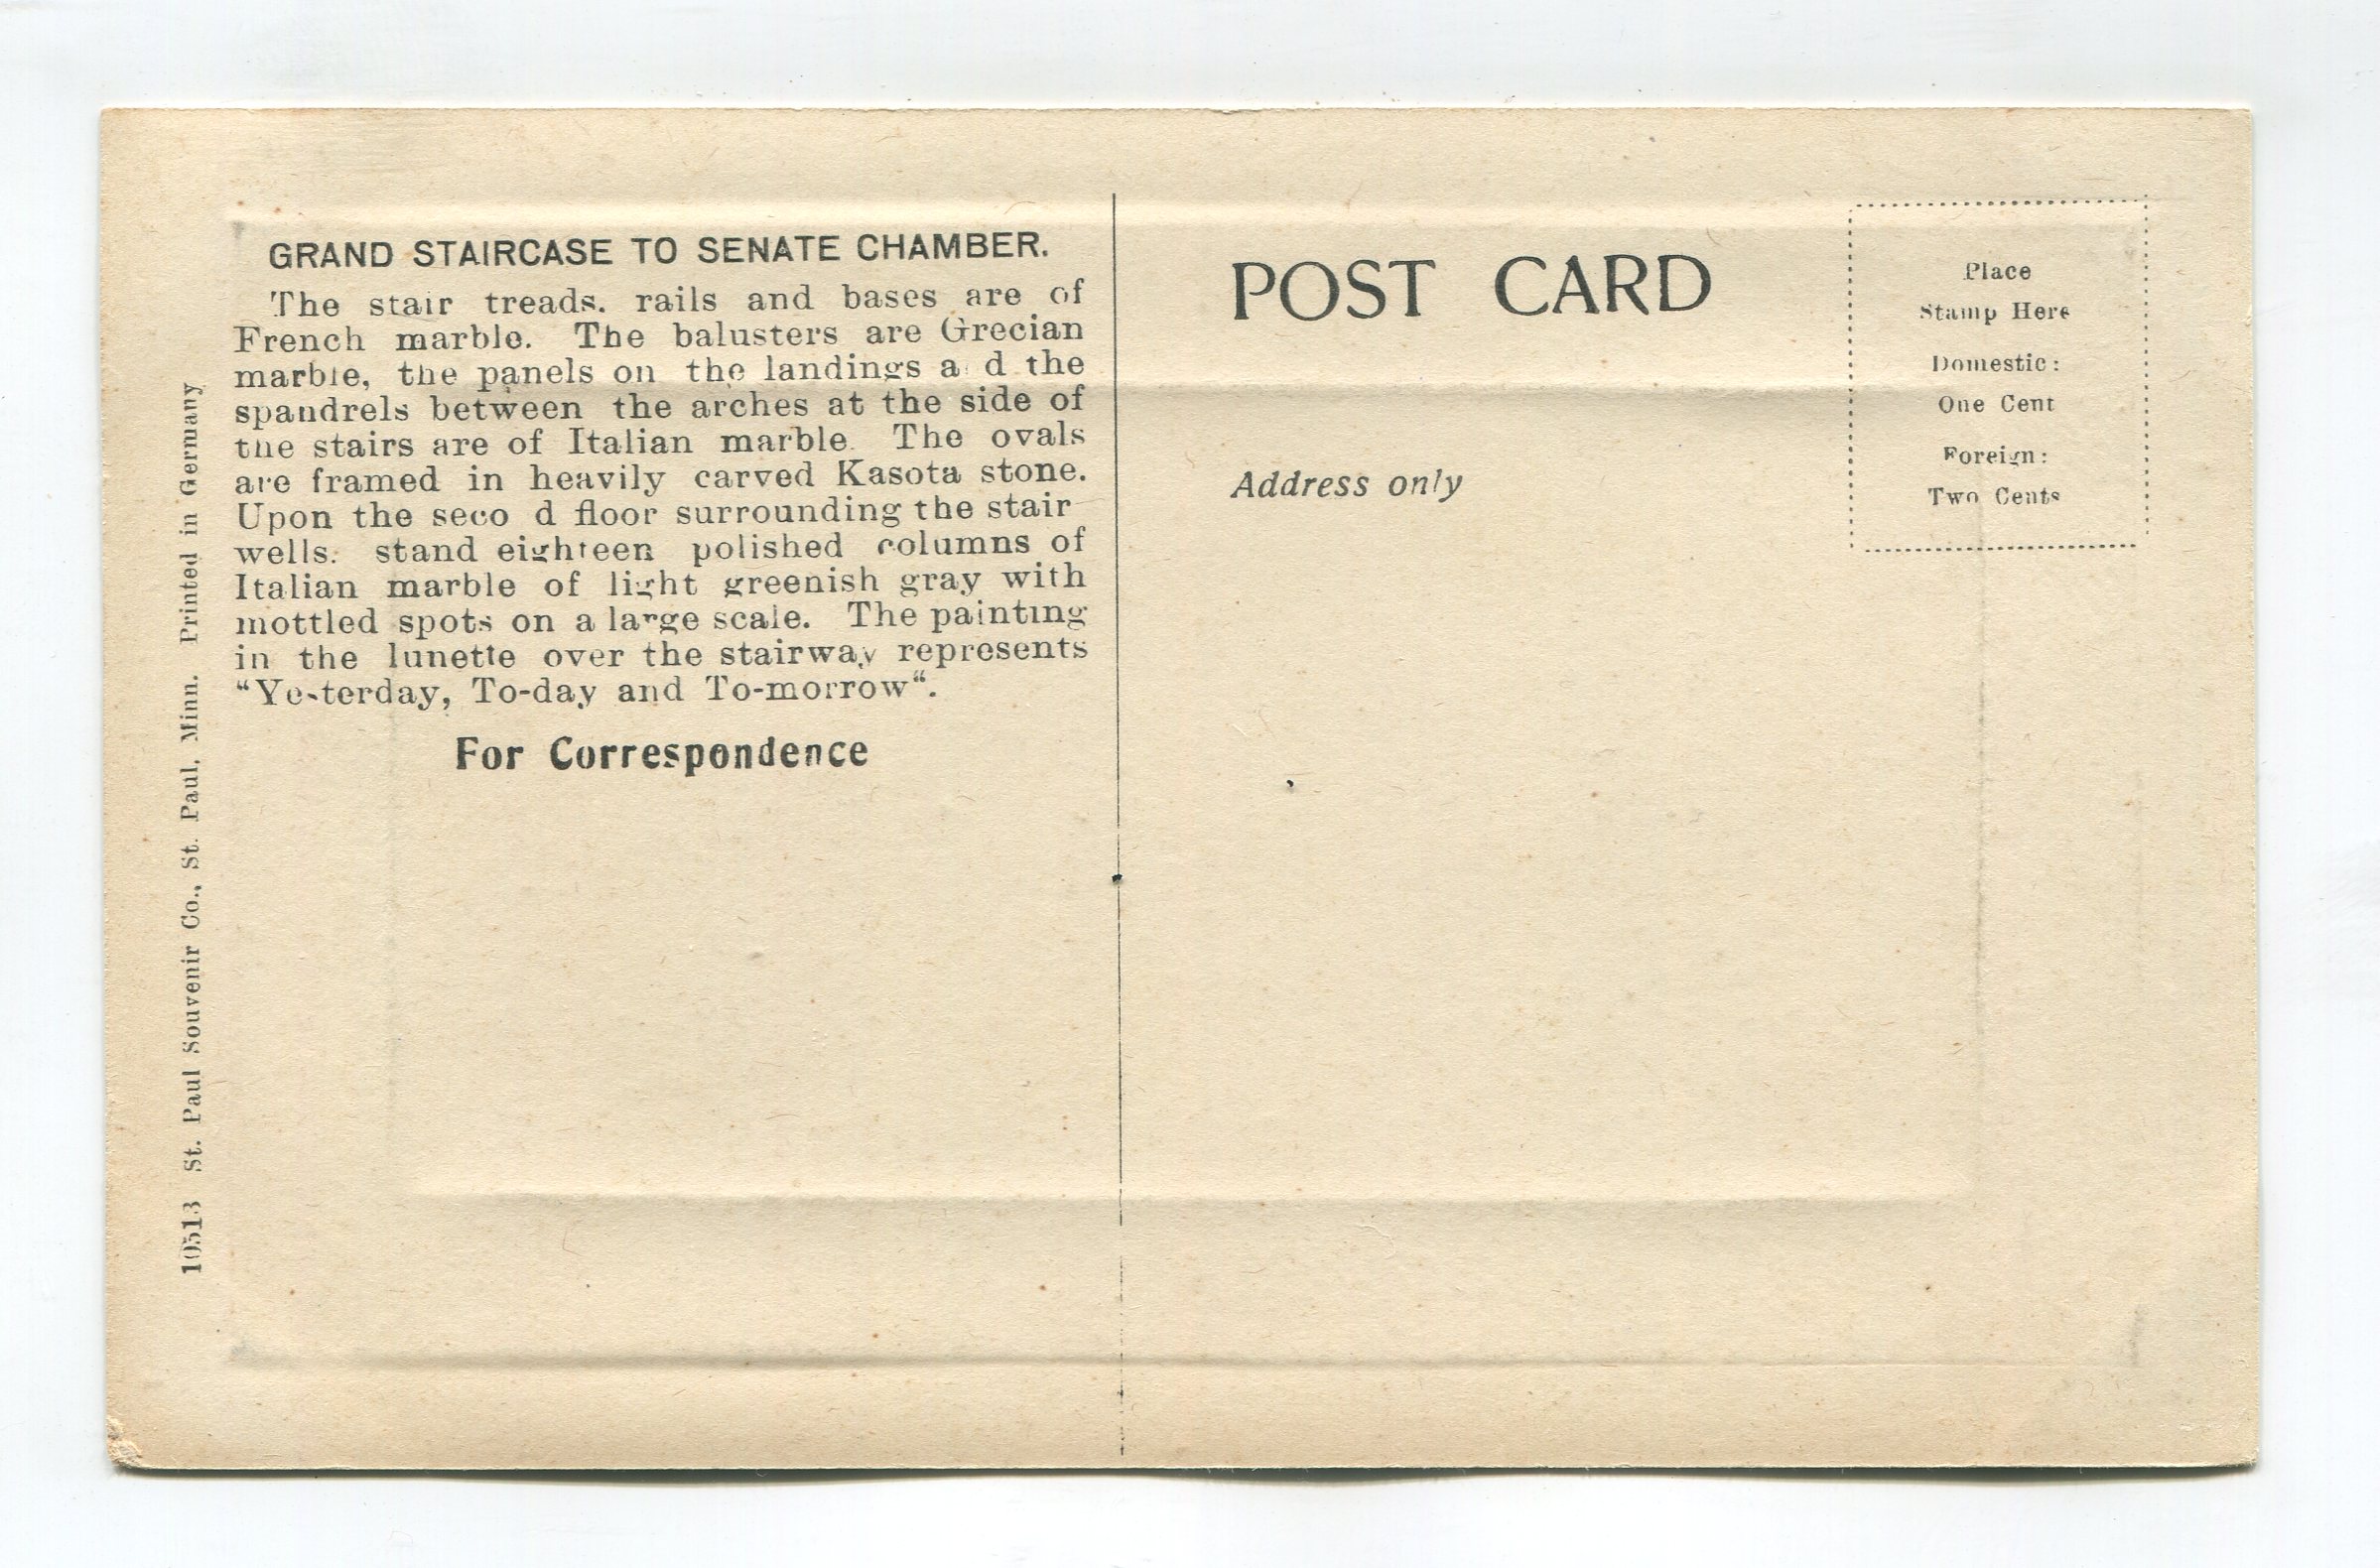 GRAND STAIRCASE TO SENATE CHAMBER.
The stair treads. rails and bases are of
French marble. The balusters are Grecian
marble, the panels on the landings a d the
spandrels between the arches at the side of
the stairs are of Italian marble. The ovals
are framed in heavily carved Kasota stone.
Upon the seco d floor surrounding the stair-
wells. stand eighteen polished columns of
Italian marble of light greenish gray with
mottled spots on a large scale. The painting
in the lunette over the stairway represents
“Yesterday, To-day and To-morrow“.
For Correspondence
10513 St. Paul Souvenir Co., St. Paul, Minn. Printed in Germany
POST CARD
Address only
Place
Stamp Here
Domestic:
One Cent
Foreign:
Two Cents